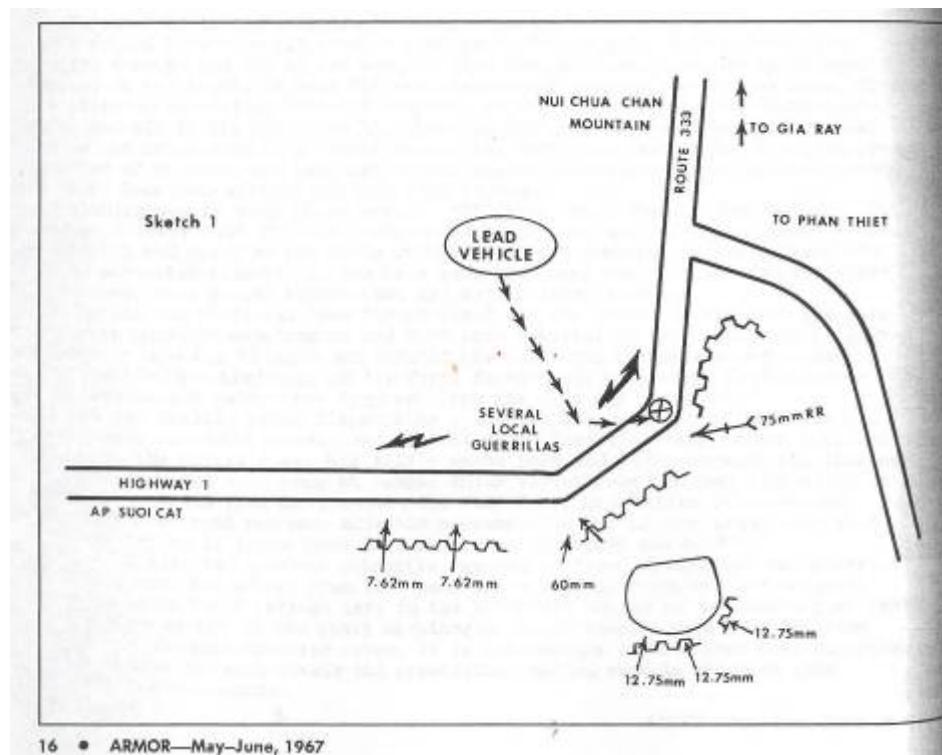 NUI CHUA CHAN
MOUNTAIN
ROUTE 333
TO GIA RAY
Sketch 1
TO PHAN THIET
LEAD
VEHICLE
75mm RR
SEVERAL
LOCAL
GUERRILLAS
HIGHWAY 1
AP SUOI CAT
7.62mm
7.62mm
60mm
12.75mm
12.75mm
12.75mm
16 ● ARMOR—May–June, 1967